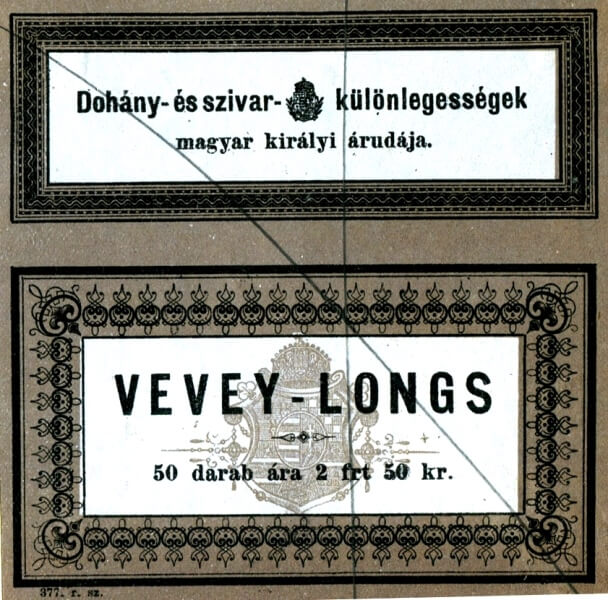 Dohány- és szivar- különlegességek
magyar királyi árudája.
VEVEY-LONGS
50 darab ára 2 frt 50 kr.
377. r. sz.